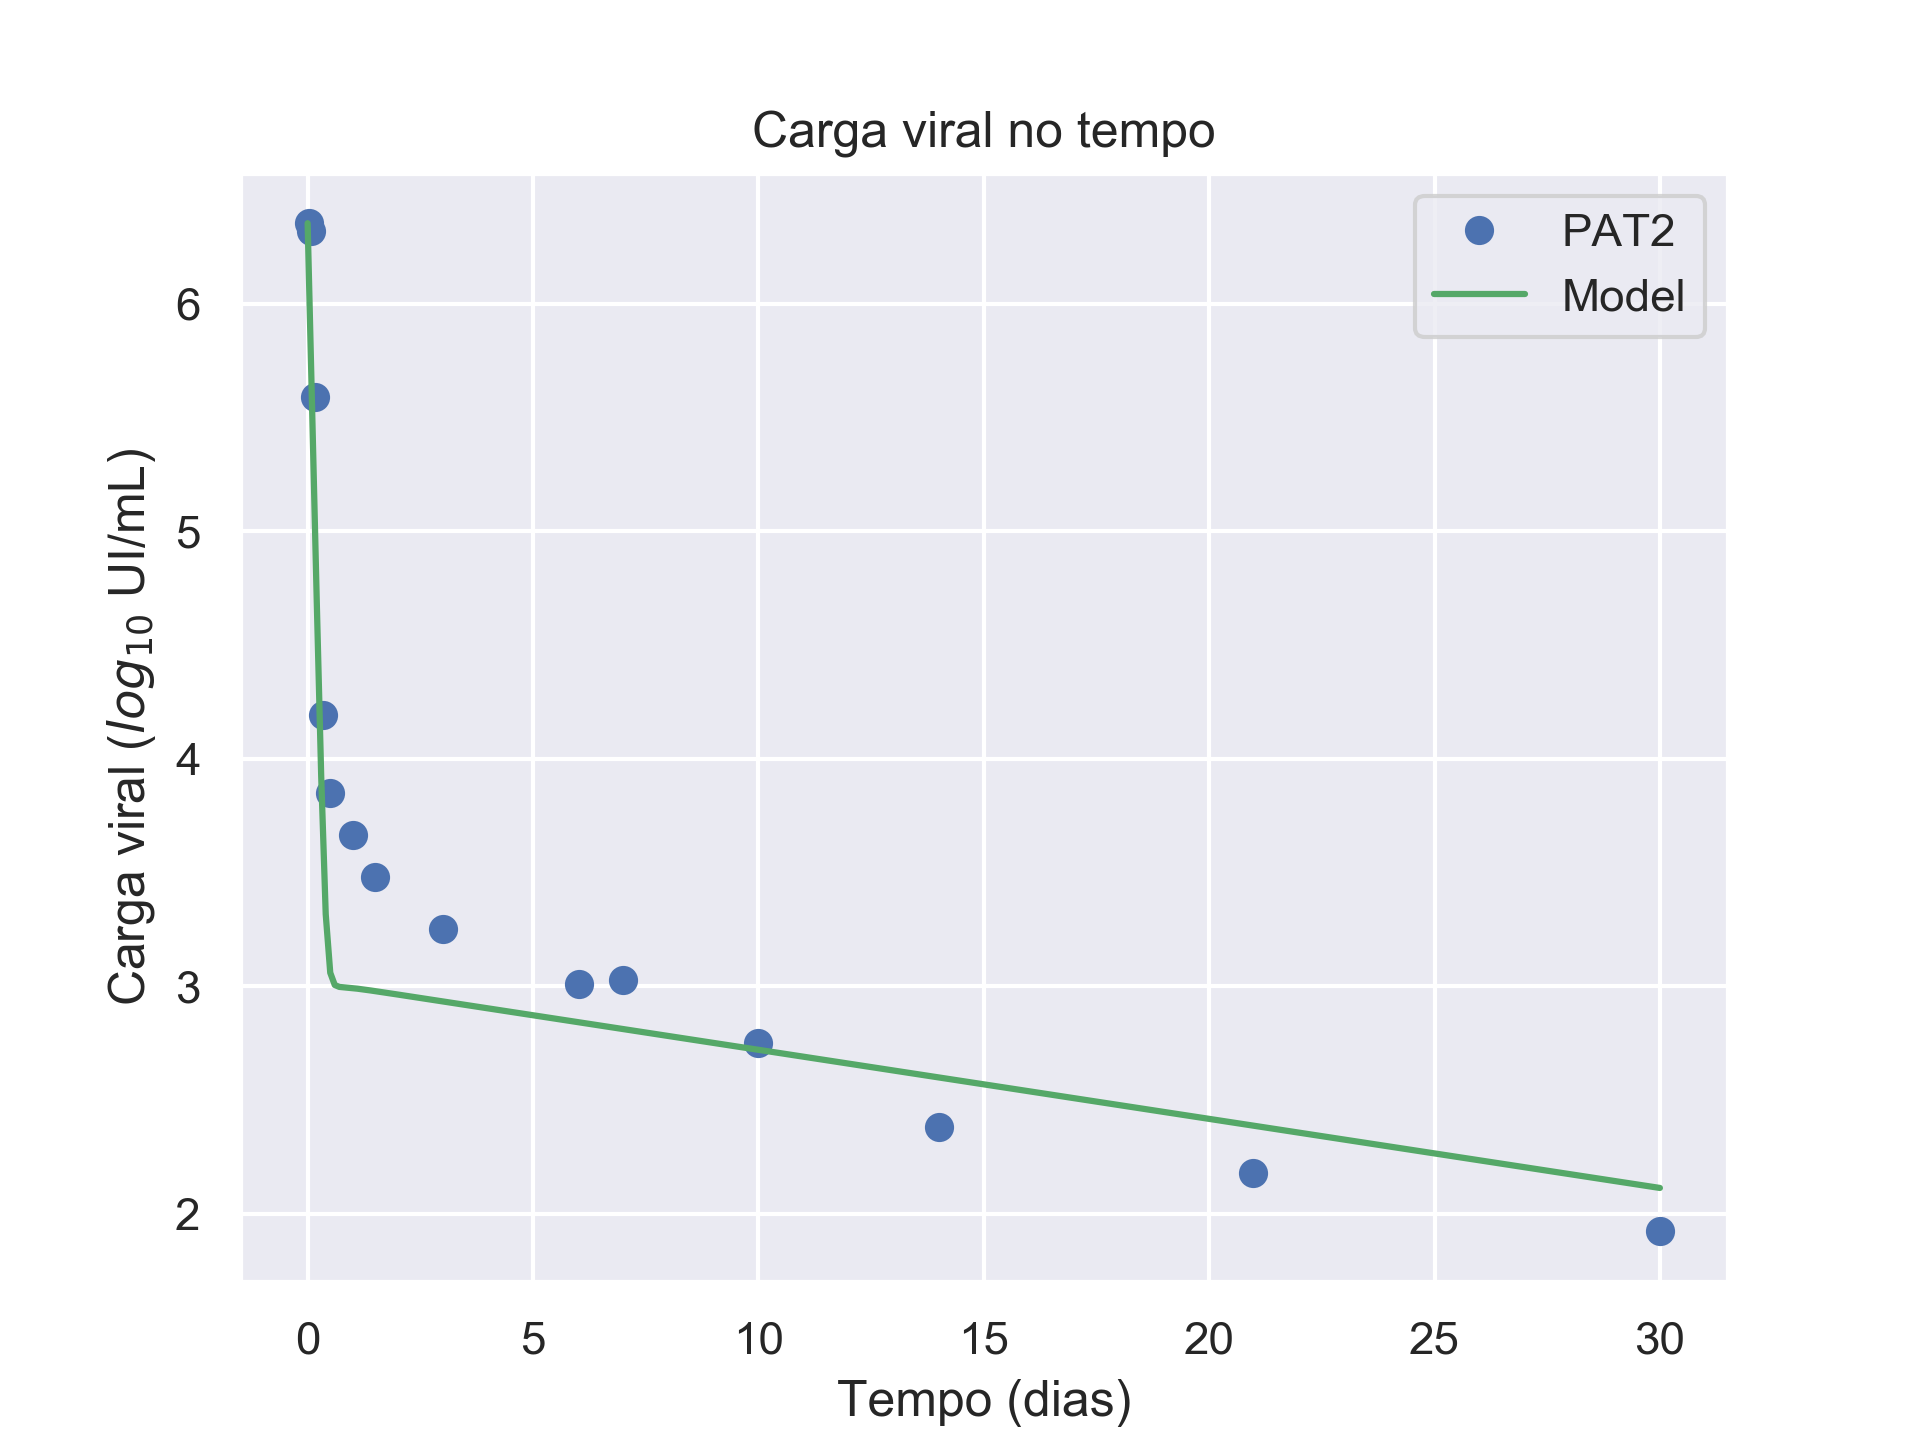 Carga viral no tempo
PAT2
Model
Carga viral (log₁₀ UI/mL)
6
5
4
3
2
0 5 10 15 20 25 30
Tempo (dias)